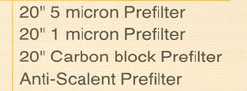 20" 5 micron Prefilter
20" 1 micron Prefilter
20" Carbon block Prefilter
Anti-Scalent Prefilter